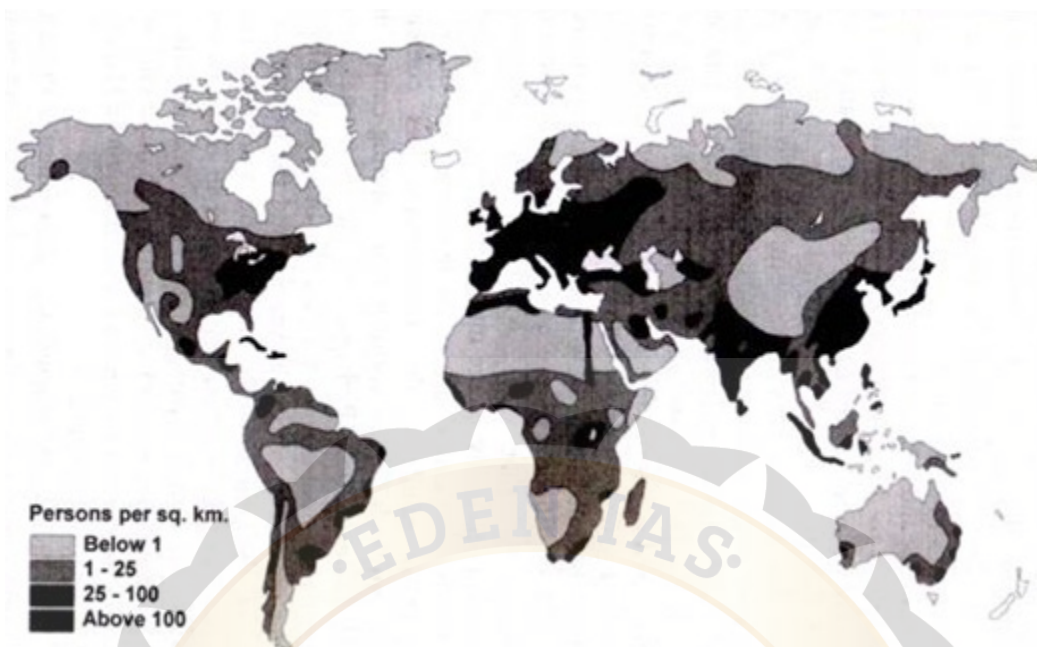 Persons per sq. km.
Below 1
1 - 25
25 - 100
Above 100
·EDEN IAS·